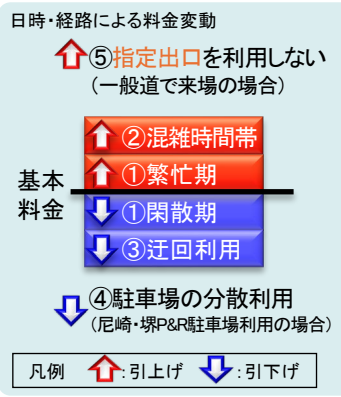 日時・経路による料金変動
⑤指定出口を利用しない
（一般道で来場の場合）
②混雑時間帯
①繁忙期
基本
料金
①閑散期
③迂回利用
④駐車場の分散利用
（尼崎・堺P&R駐車場利用の場合）
凡例 ：引上げ ：引下げ